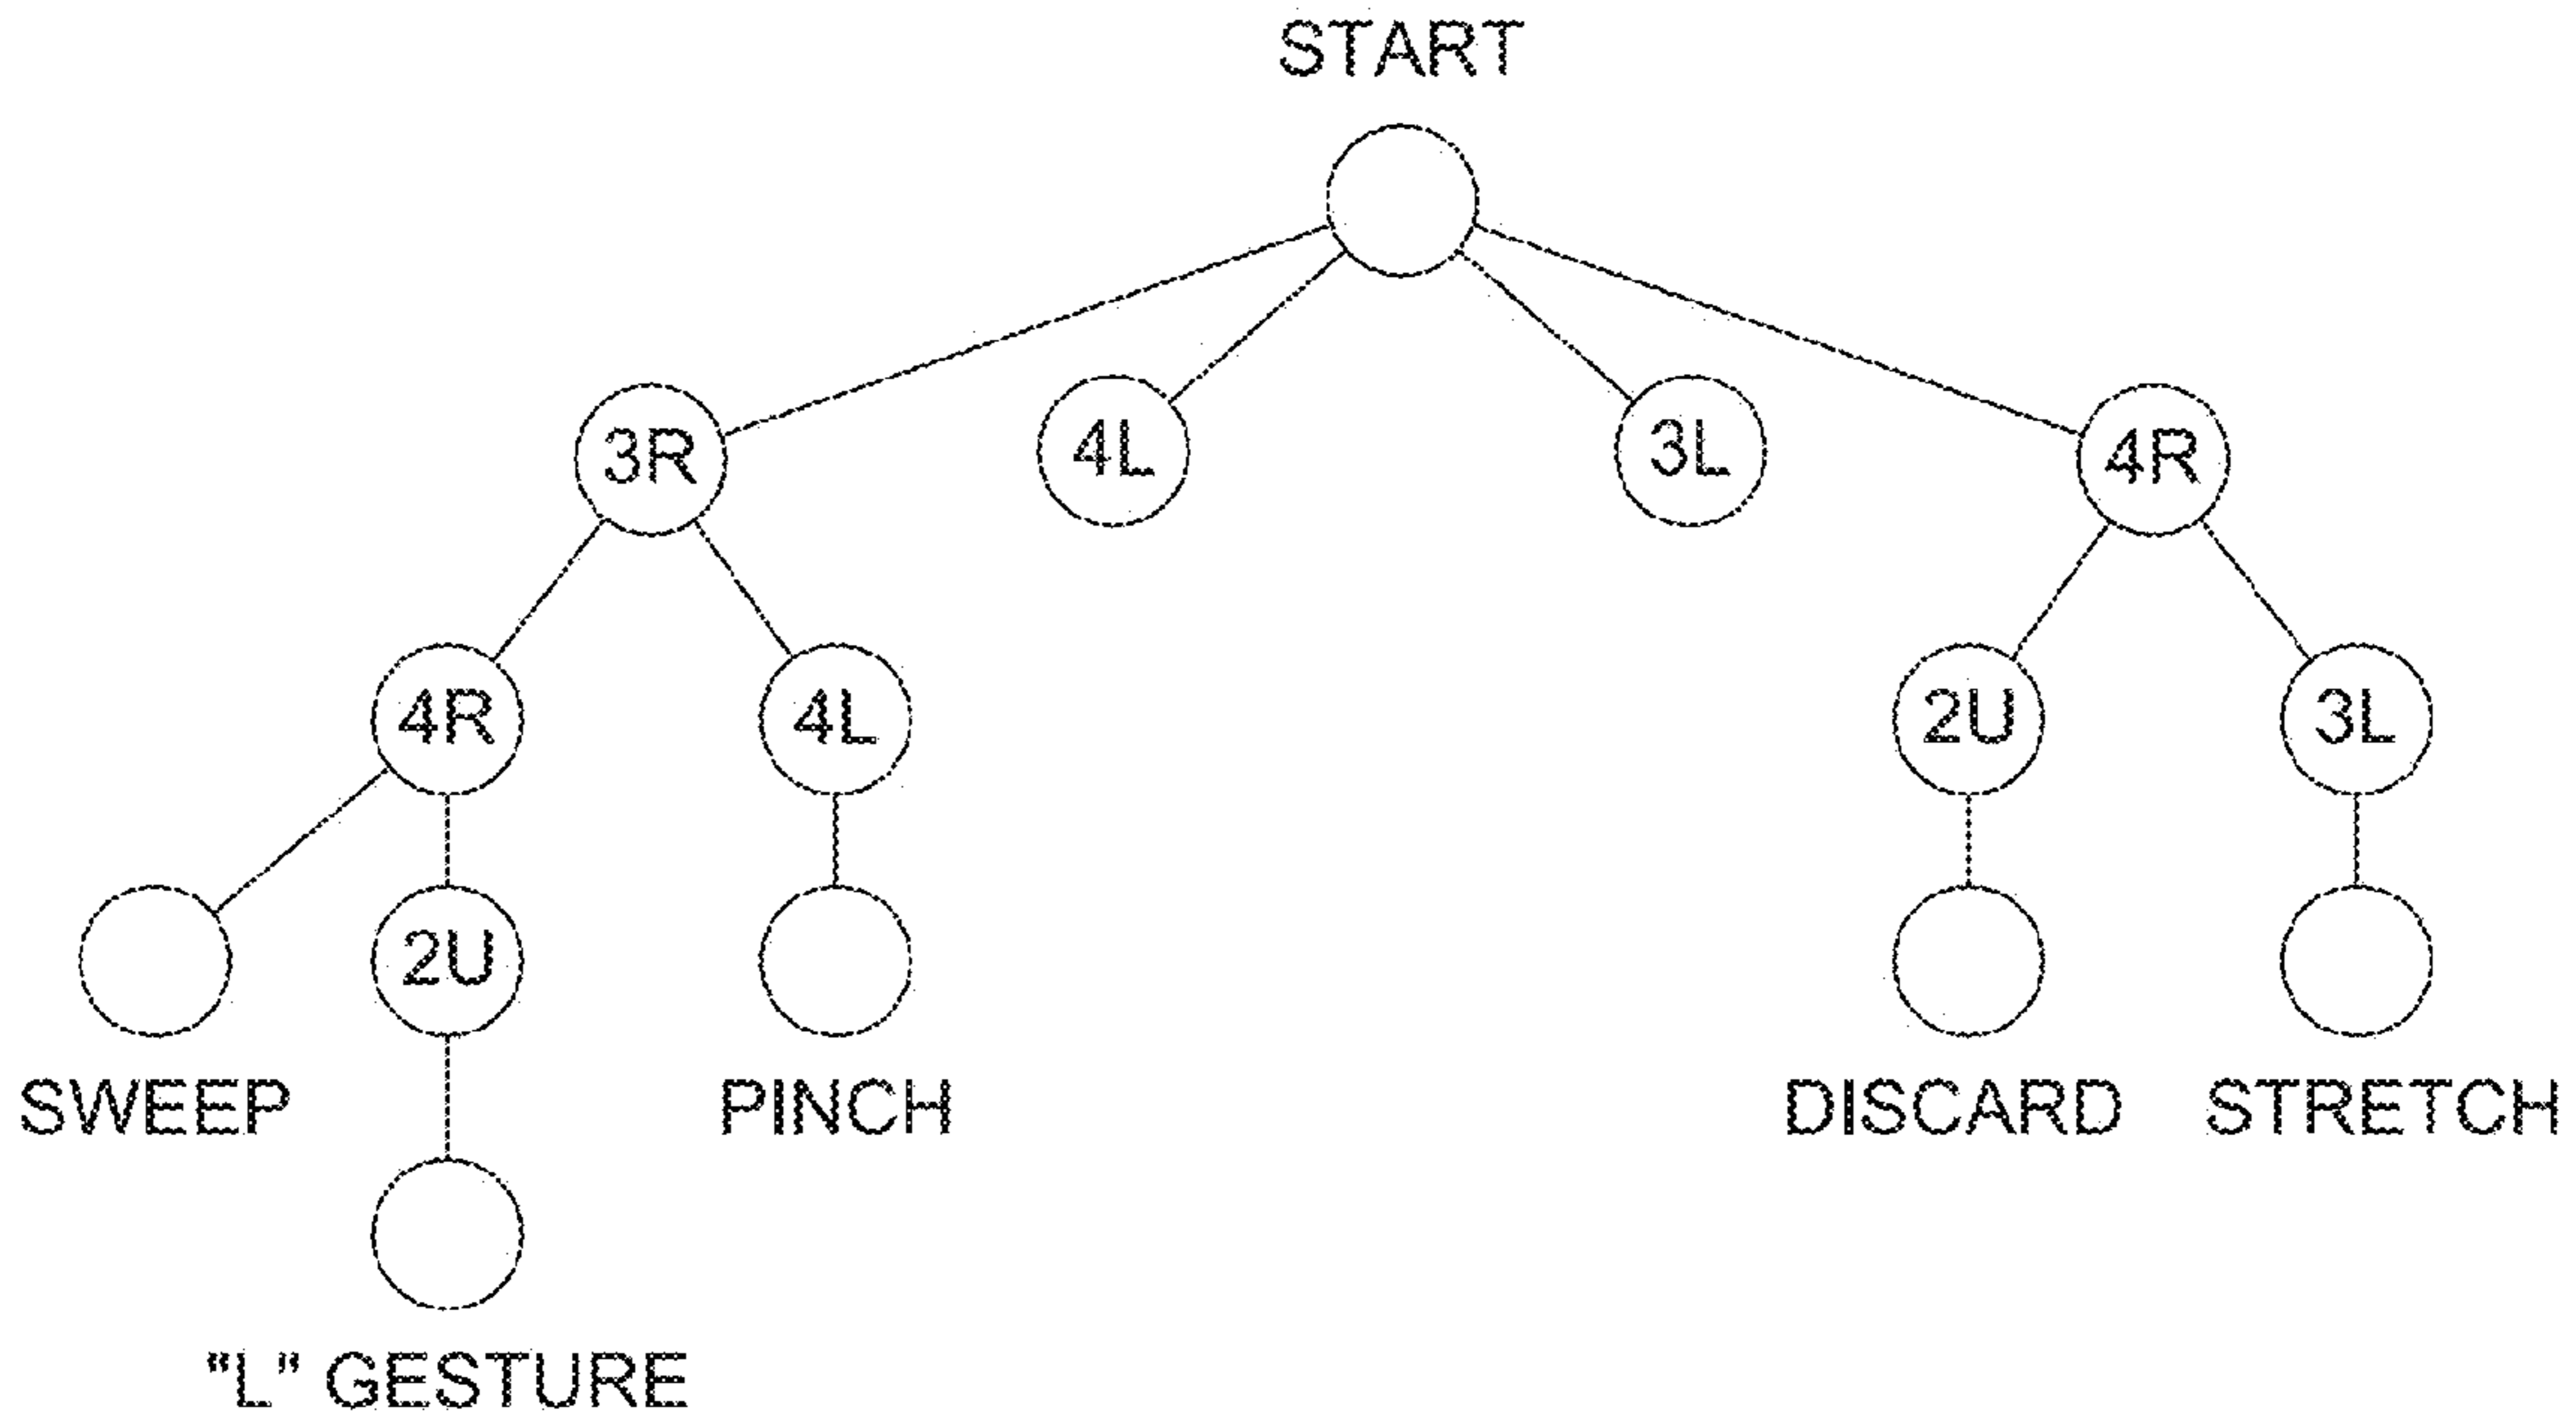 START
3R
4L
3L
4R
4R
4L
2U
3L
2U
SWEEP
PINCH
DISCARD
STRETCH
"L" GESTURE